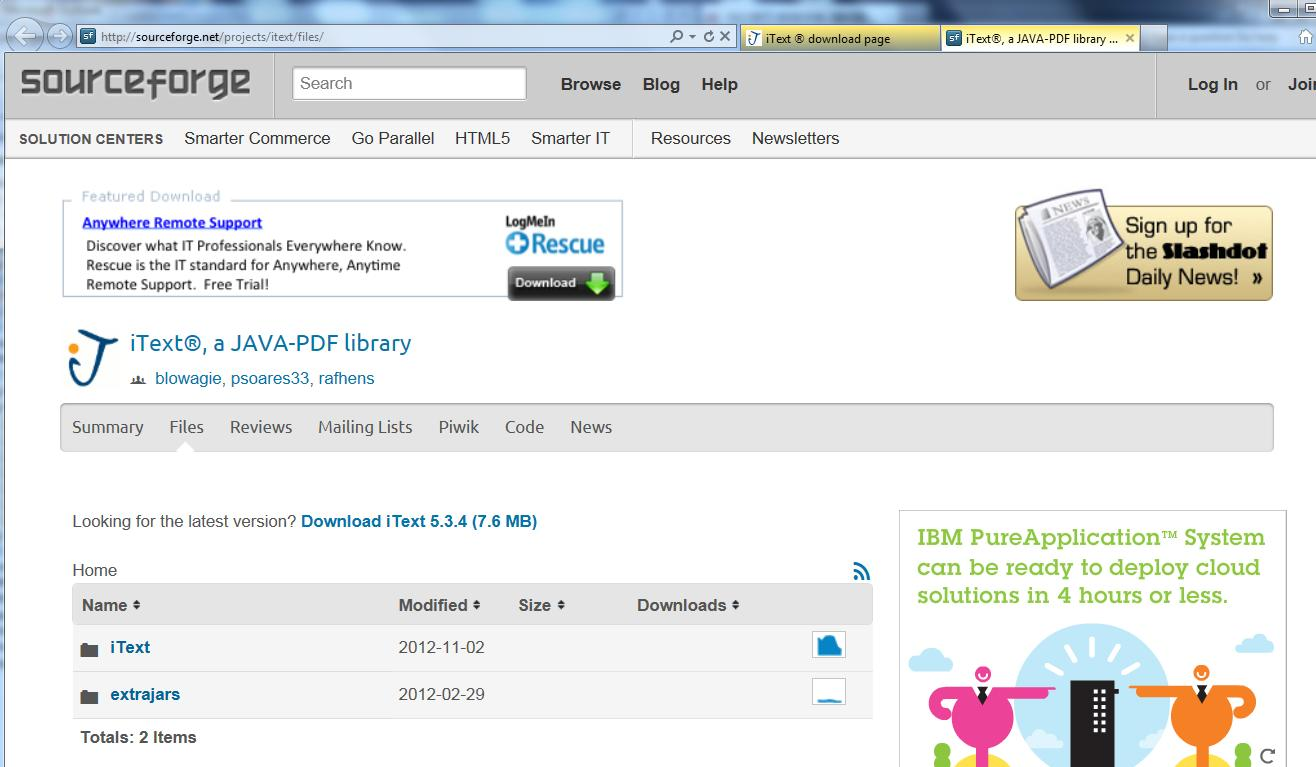 http://sourceforge.net/projects/itext/files/
iText ® download page
iText®, a JAVA-PDF library ...
sourceforge
Search
Browse
Blog
Help
Log In or
SOLUTION CENTERS
Smarter Commerce
Go Parallel
HTML5
Smarter IT
Resources
Newsletters
Featured Download
Anywhere Remote Support
Discover what IT Professionals Everywhere Know.
Rescue is the IT standard for Anywhere, Anytime
Remote Support. Free Trial!
LogMeIn
Rescue
Download
NEWS
Sign up for
the Slashdot
Daily News! »
iText®, a JAVA-PDF library
blowagie, psoares33, rafhens
Summary
Files
Reviews
Mailing Lists
Piwik
Code
News
Looking for the latest version? Download iText 5.3.4 (7.6 MB)
Home
Name
Modified
Size
Downloads
iText
2012-11-02
extrajars
2012-02-29
Totals: 2 Items
IBM PureApplication™ System
can be ready to deploy cloud
solutions in 4 hours or less.